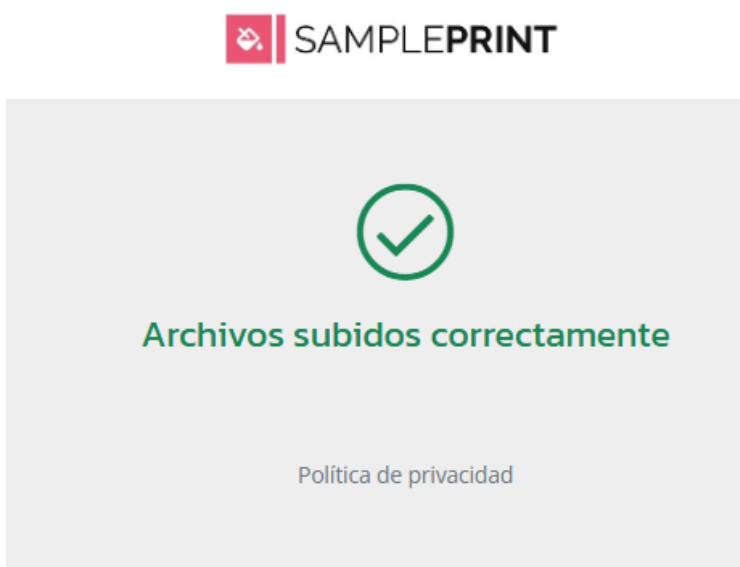 SAMPLEPRINT
Archivos subidos correctamente
Política de privacidad